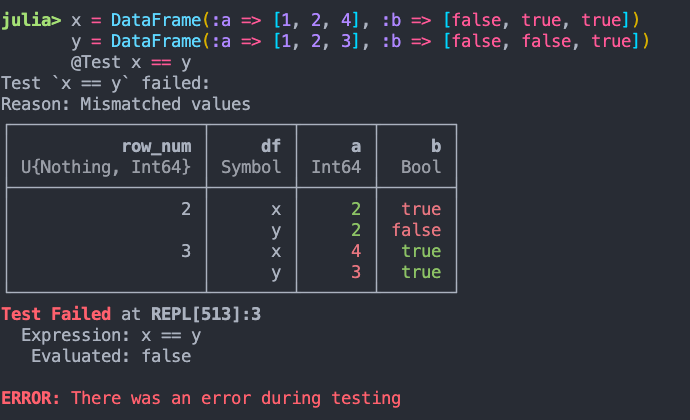 julia> x = DataFrame(:a => [1, 2, 4], :b => [false, true, true])
y = DataFrame(:a => [1, 2, 3], :b => [false, false, true])
@Test x == y
Test `x == y` failed:
Reason: Mismatched values
row_num df a b
U{Nothing, Int64} Symbol Int64 Bool
2 x 2 true
y 2 false
3 x 4 true
y 3 true
Test Failed at REPL[513]:3
Expression: x == y
Evaluated: false
ERROR: There was an error during testing